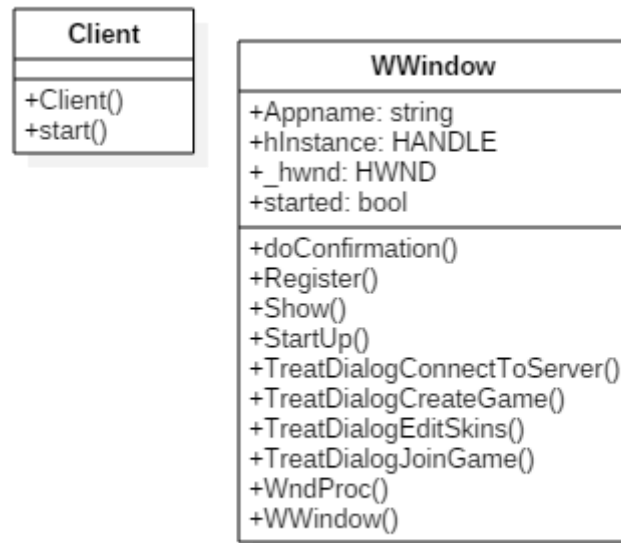 Client
+Client()
+start()
WWindow
+Appname: string
+hInstance: HANDLE
+_hwnd: HWND
+started: bool
+doConfirmation()
+Register()
+Show()
+StartUp()
+TreatDialogConnectToServer()
+TreatDialogCreateGame()
+TreatDialogEditSkins()
+TreatDialogJoinGame()
+WndProc()
+WWindow()